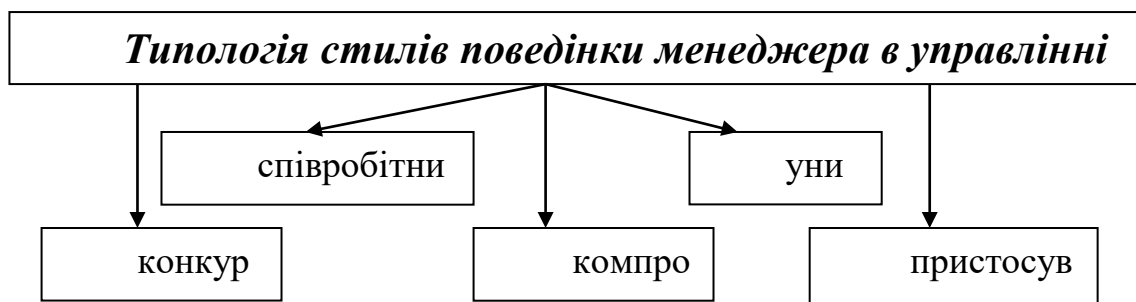 Типологія стилів поведінки менеджера в управлінні
співробітни
уни
конкур
компро
пристосув